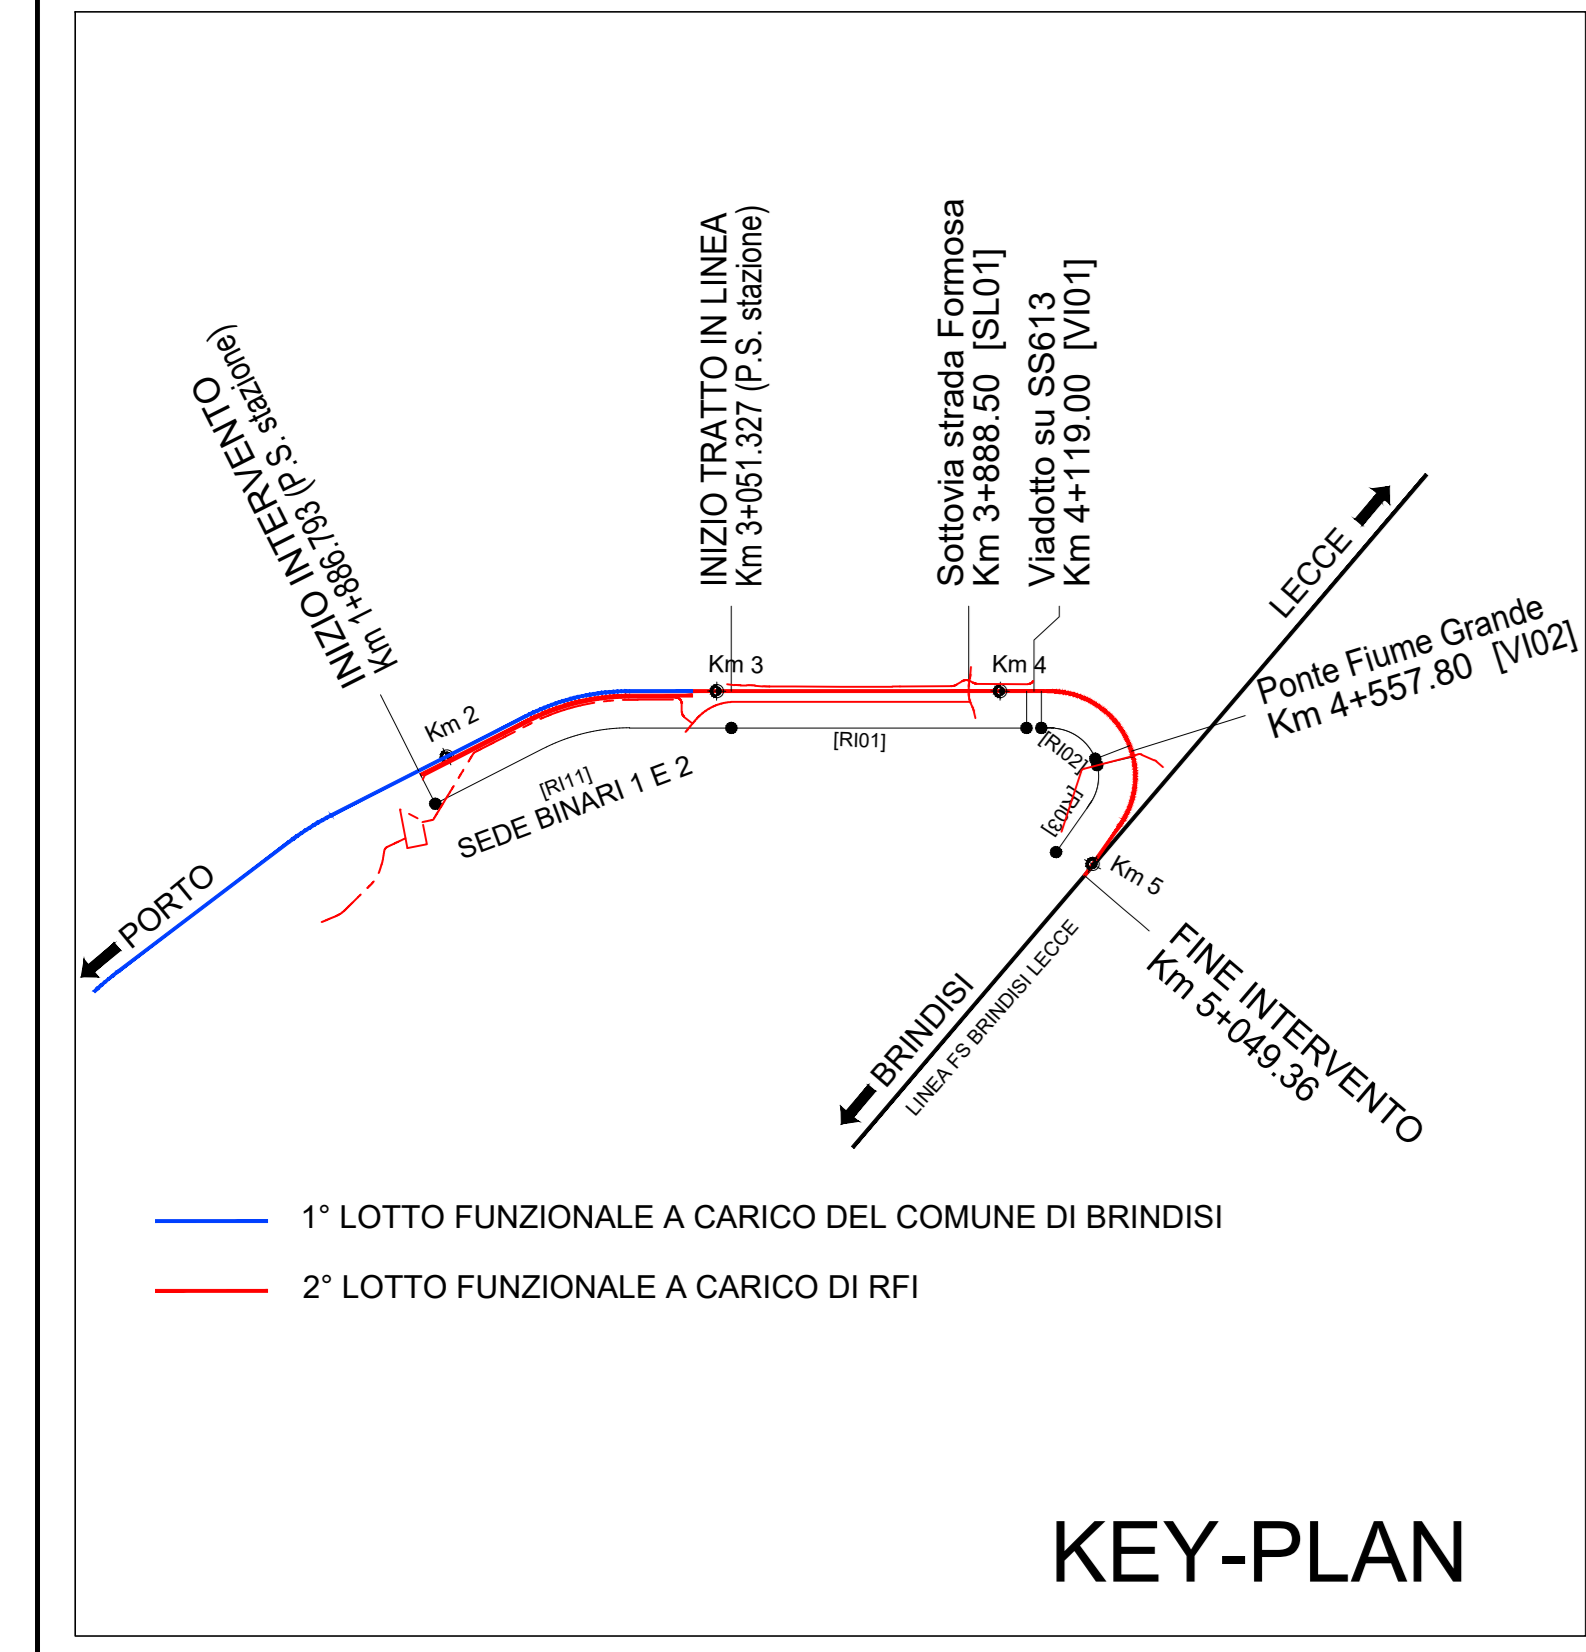 INIZIO INTERVENTO
Km 1+886.793 (P.S. stazione)
INIZIO TRATTO IN LINEA
Km 3+051.327 (P.S. stazione)
Sottovia strada Formosa
Km 3+888.50 [SL01]
Viadotto su SS613
Km 4+119.00 [VI01]
LECCE
Ponte Fiume Grande
Km 4+557.80 [VI02]
Km 2
Km 3
Km 4
[RI11]
SEDE BINARI 1 E 2
[RI01]
[RI02]
[RI03]
Km 5
PORTO
BRINDISI
LINEA FS BRINDISI LECCE
FINE INTERVENTO
Km 5+049.36
1° LOTTO FUNZIONALE A CARICO DEL COMUNE DI BRINDISI
2° LOTTO FUNZIONALE A CARICO DI RFI
KEY-PLAN